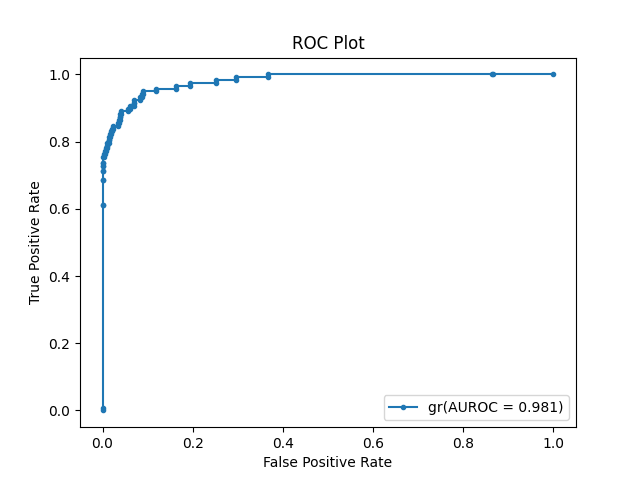 ROC Plot
1.0
0.8
0.6
0.4
0.2
0.0
True Positive Rate
gr(AUROC = 0.981)
0.0 0.2 0.4 0.6 0.8 1.0
False Positive Rate